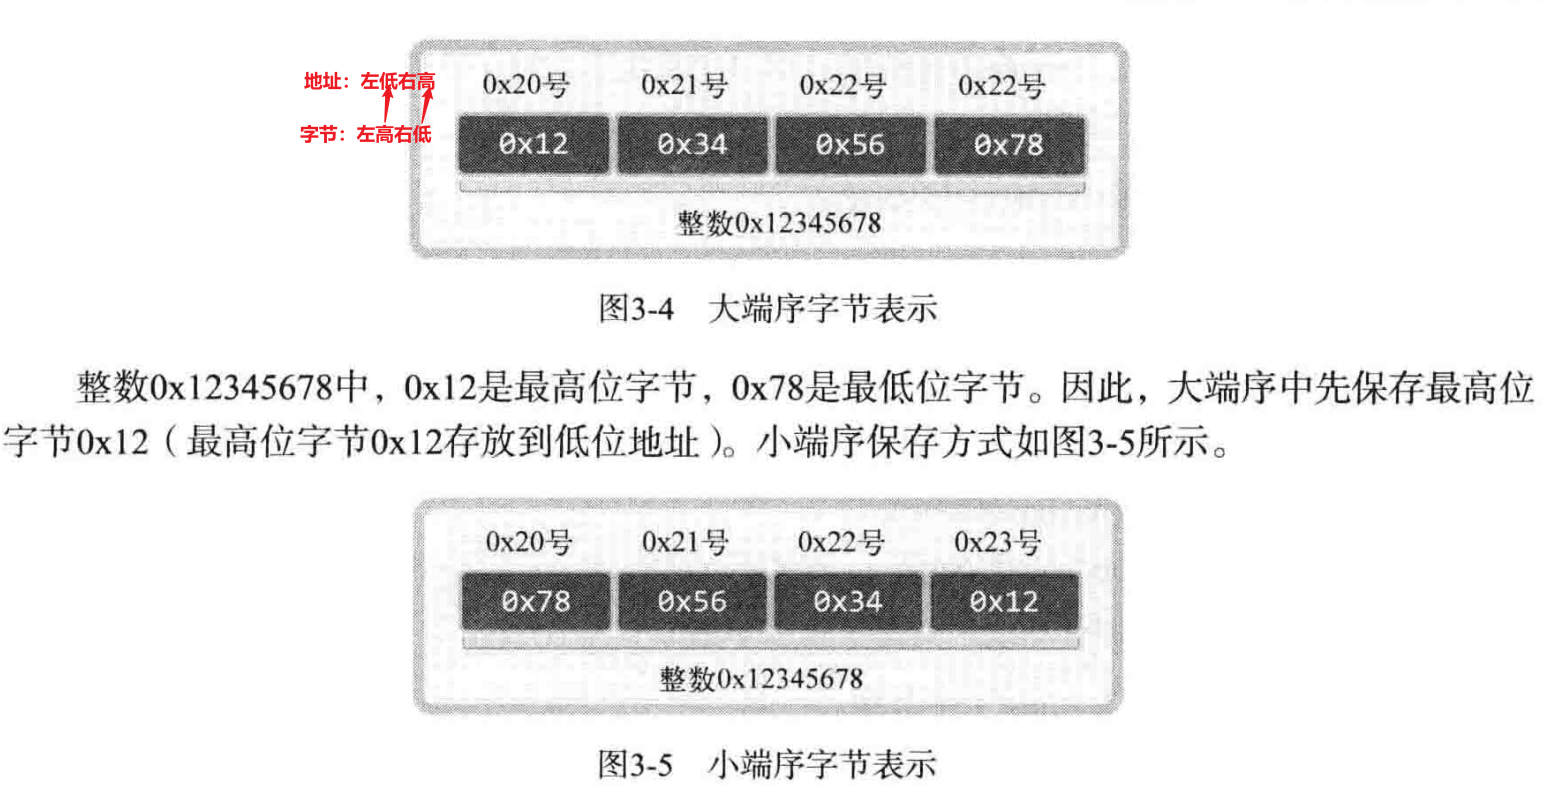 地址：左低右高
0x20号 0x21号 0x22号 0x22号
字节：左高右低
0x12 0x34 0x56 0x78
整数0x12345678
图3-4 大端序字节表示
整数0x12345678中，0x12是最高位字节，0x78是最低位字节。因此，大端序中先保存最高位
字节0x12（最高位字节0x12存放到低位地址）。小端序保存方式如图3-5所示。
0x20号 0x21号 0x22号 0x23号
0x78 0x56 0x34 0x12
整数0x12345678
图3-5 小端序字节表示